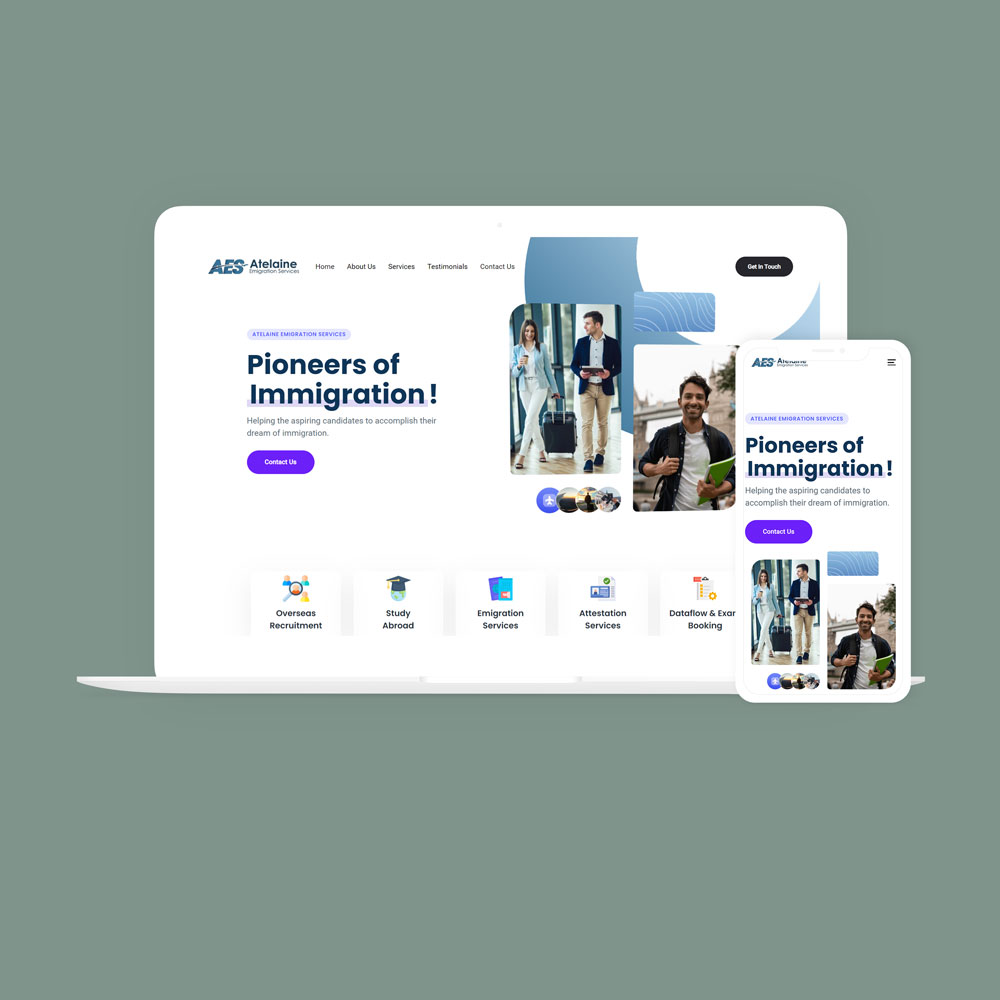 AES Atelaine
Emigration Services
Home About Us Services Testimonials Contact Us
Get In Touch
ATELAINE EMIGRATION SERVICES
Pioneers of
Immigration!
Helping the aspiring candidates to accomplish their
dream of immigration.
Contact Us
Overseas
Recruitment
Study
Abroad
Emigration
Services
Attestation
Services
Dataflow & Exam
Booking
AES Atelaine
Emigration Services
ATELAINE EMIGRATION SERVICES
Pioneers of
Immigration!
Helping the aspiring candidates to
accomplish their dream of immigration.
Contact Us